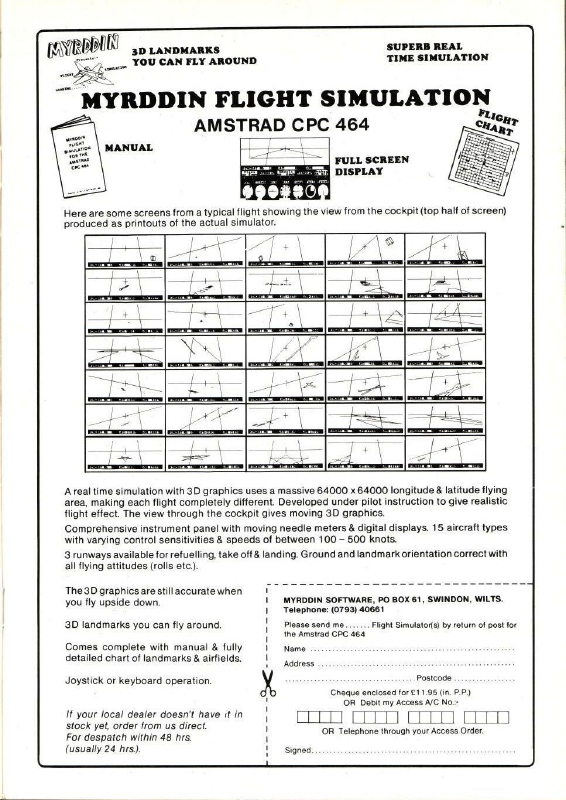 MYRDDIN
FLIGHT SIMULATION
3D LANDMARKS
YOU CAN FLY AROUND
SUPERB REAL
TIME SIMULATION
MYRDDIN FLIGHT SIMULATION
AMSTRAD CPC 464
MYRDDIN
FLIGHT
SIMULATION
FOR THE
AMSTRAD
CPC 464
MANUAL
FULL SCREEN
DISPLAY
FLIGHT
CHART
Here are some screens from a typical flight showing the view from the cockpit (top half of screen)
produced as printouts of the actual simulator.
A real time simulation with 3D graphics uses a massive 64000 x 64000 longitude & latitude flying
area, making each flight completely different. Developed under pilot instruction to give realistic
flight effect. The view through the cockpit gives moving 3D graphics.
Comprehensive instrument panel with moving needle meters & digital displays. 15 aircraft types
with varying control sensitivities & speeds of between 100 – 500 knots.
3 runways available for refuelling, take off & landing. Ground and landmark orientation correct with
all flying attitudes (rolls etc.).
The 3D graphics are still accurate when
you fly upside down.
3D landmarks you can fly around.
Comes complete with manual & fully
detailed chart of landmarks & airfields.
Joystick or keyboard operation.
If your local dealer doesn't have it in
stock yet, order from us direct.
For despatch within 48 hrs.
(usually 24 hrs.).
MYRDDIN SOFTWARE, PO BOX 61, SWINDON, WILTS.
Telephone: (0793) 40661
Please send me ....... Flight Simulator(s) by return of post for
the Amstrad CPC 464
Name ..........................................................
Address ......................................................
.................................... Postcode .................
Cheque enclosed for £11.95 (in. P.P.)
OR Debit my Access A/C No.:-
OR Telephone through your Access Order.
Signed..........................................................